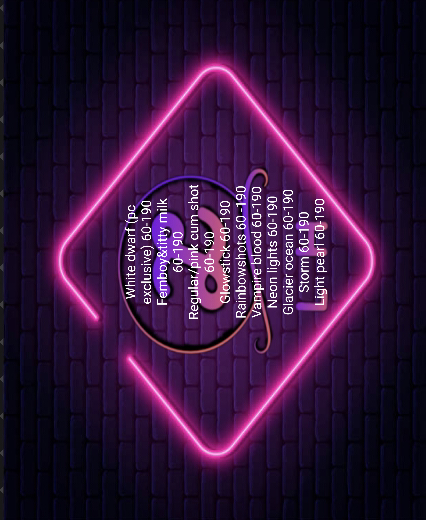 White dwarf (pc
exclusive) 60-190
Femboy&titty milk
60-190
Regular/pink cum shot
60-190
Glowstick 60-190
Rainbowshots 60-190
Vampire blood 60-190
Neon lights 60-190
Glacier ocean 60-190
Storm 60-190
Light pearl 60-190